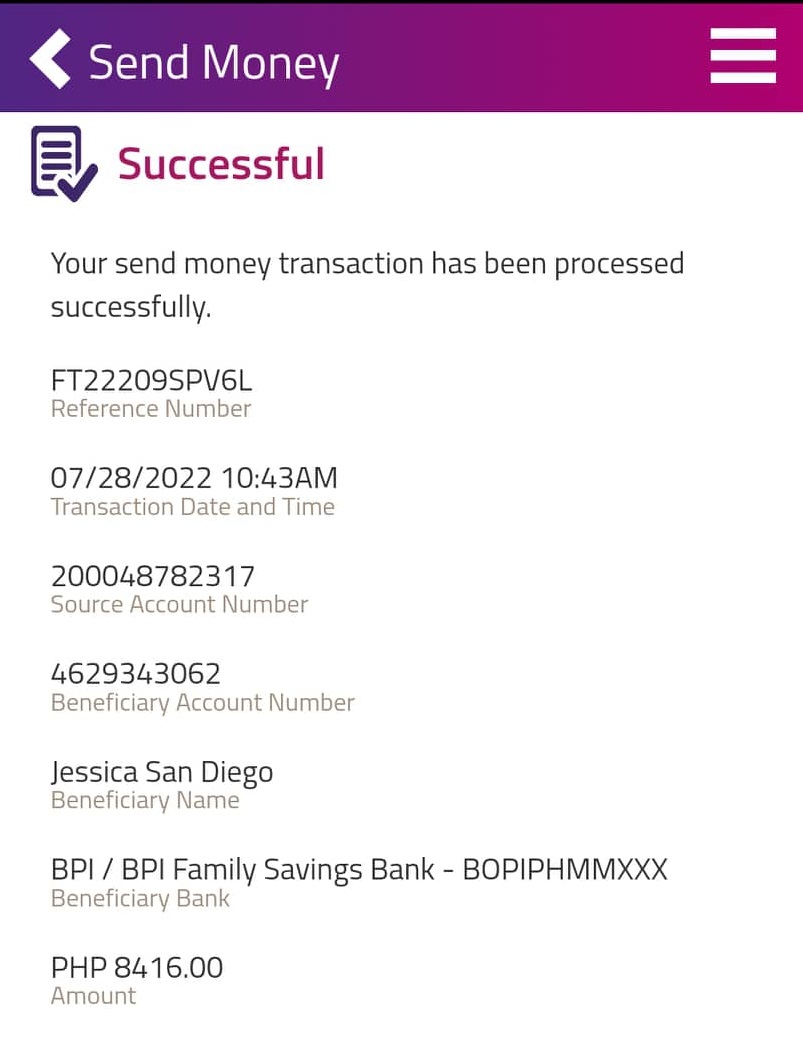 Send Money
Successful
Your send money transaction has been processed
successfully.
FT22209SPV6L
Reference Number
07/28/2022 10:43AM
Transaction Date and Time
200048782317
Source Account Number
4629343062
Beneficiary Account Number
Jessica San Diego
Beneficiary Name
BPI / BPI Family Savings Bank - BOPIPHMMXXX
Beneficiary Bank
PHP 8416.00
Amount